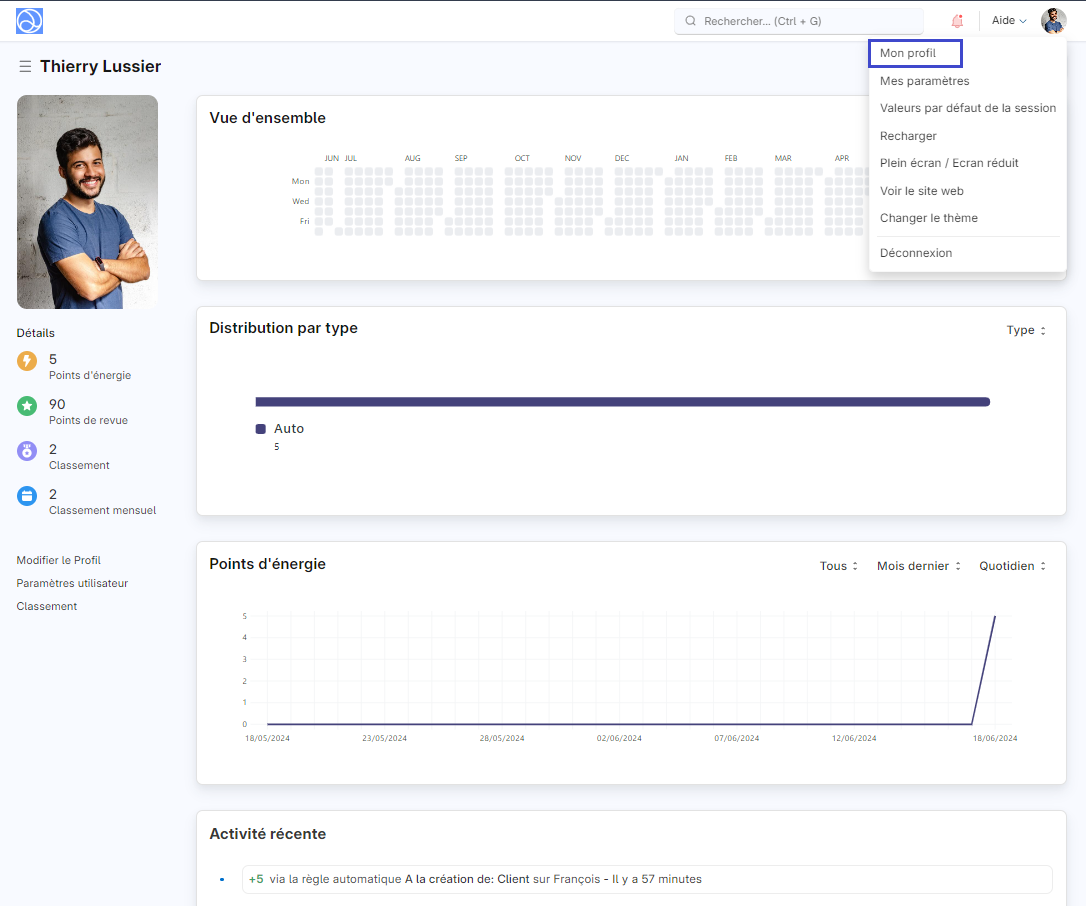 Rechercher... (Ctrl + G)
Aide
Mon profil
Mes paramètres
Valeurs par défaut de la session
Recharger
Plein écran / Ecran réduit
Voir le site web
Changer le thème
Déconnexion
Thierry Lussier
Détails
5
Points d'énergie
90
Points de revue
2
Classement
2
Classement mensuel
Modifier le Profil
Paramètres utilisateur
Classement
Vue d'ensemble
JUN JUL AUG SEP OCT NOV DEC JAN FEB MAR APR
Mon
Wed
Fri
Distribution par type
Type
Auto
5
Points d'énergie
Tous Mois dernier Quotidien
5
4
3
2
1
0
18/05/2024 23/05/2024 28/05/2024 02/06/2024 07/06/2024 12/06/2024 18/06/2024
Activité récente
+5 via la règle automatique A la création de: Client sur François - Il y a 57 minutes